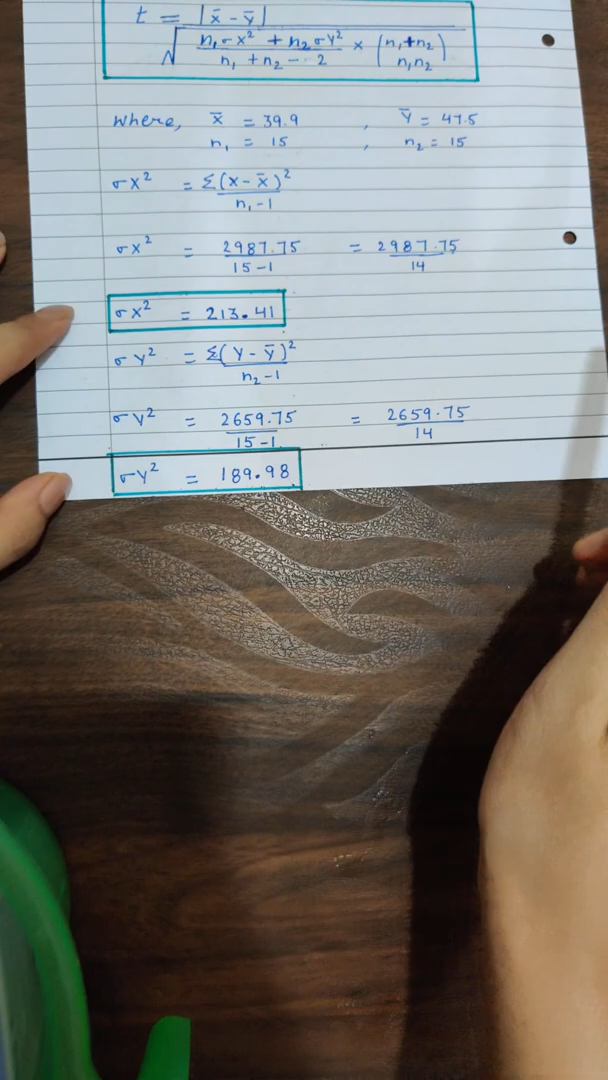 t = |x̄ - ȳ|
√ n₁σx² + n₂σy² / n₁ + n₂ - 2 × (n₁+n₂ / n₁n₂)
where, x̄ = 39.9 , Ȳ = 47.5
n₁ = 15 , n₂ = 15
σx² = Σ(x-x̄)² / n₁-1
σx² = 2987.75 / 15-1 = 2987.75 / 14
σx² = 213.41
σy² = Σ(Y-ȳ)² / n₂-1
σy² = 2659.75 / 15-1 = 2659.75 / 14
σy² = 189.98